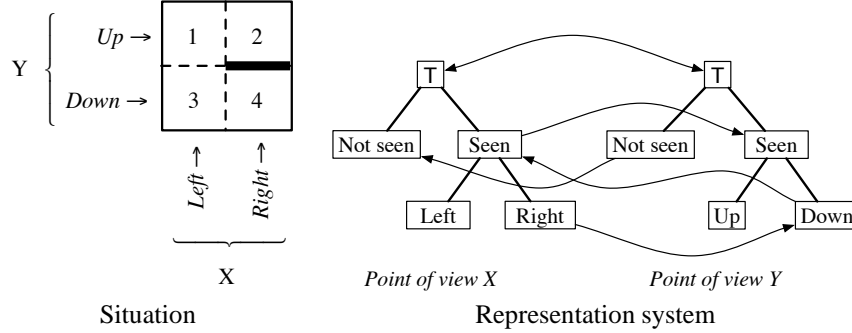 Y
Up →
Down →
1 2
3 4
Left →
Right →
X
Situation
T
Not seen
Seen
Left
Right
Point of view X
T
Not seen
Seen
Up
Down
Point of view Y
Representation system